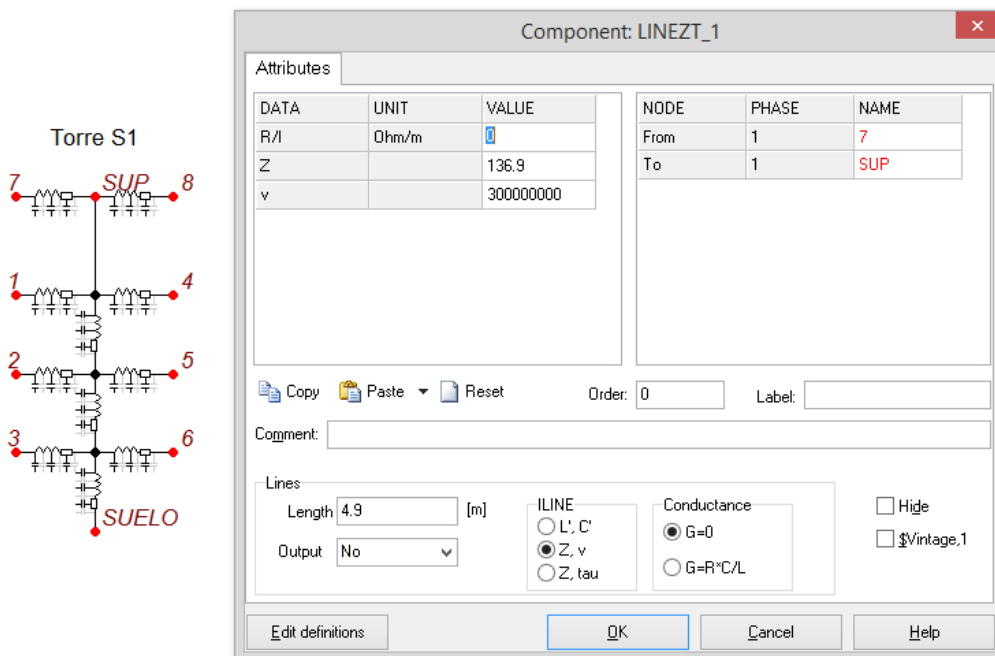 Component: LINEZT_1
Attributes
DATA UNIT VALUE
R/l Ohm/m 0
Z 136.9
v 300000000
NODE PHASE NAME
From 1 7
To 1 SUP
Torre S1
7 SUP 8
1 4
2 5
3 6
SUELO
Copy Paste Reset Order: 0 Label:
Comment:
Lines
Length 4.9 [m]
Output No
ILINE
L', C'
Z, v
Z, tau
Conductance
G=0
G=R*C/L
Hide
$Vintage,1
Edit definitions OK Cancel Help